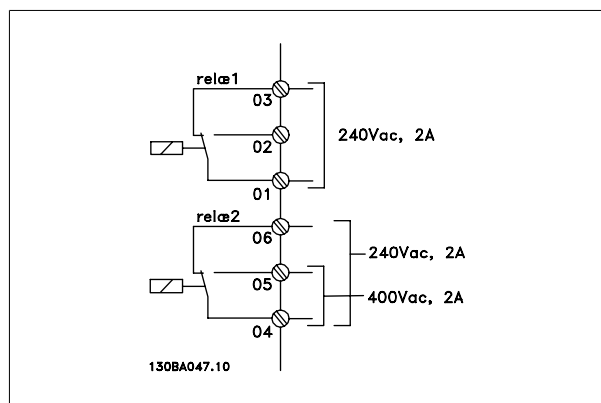 relæ1
03
02
240Vac, 2A
01
relæ2
06
240Vac, 2A
05
400Vac, 2A
04
130BA047.10